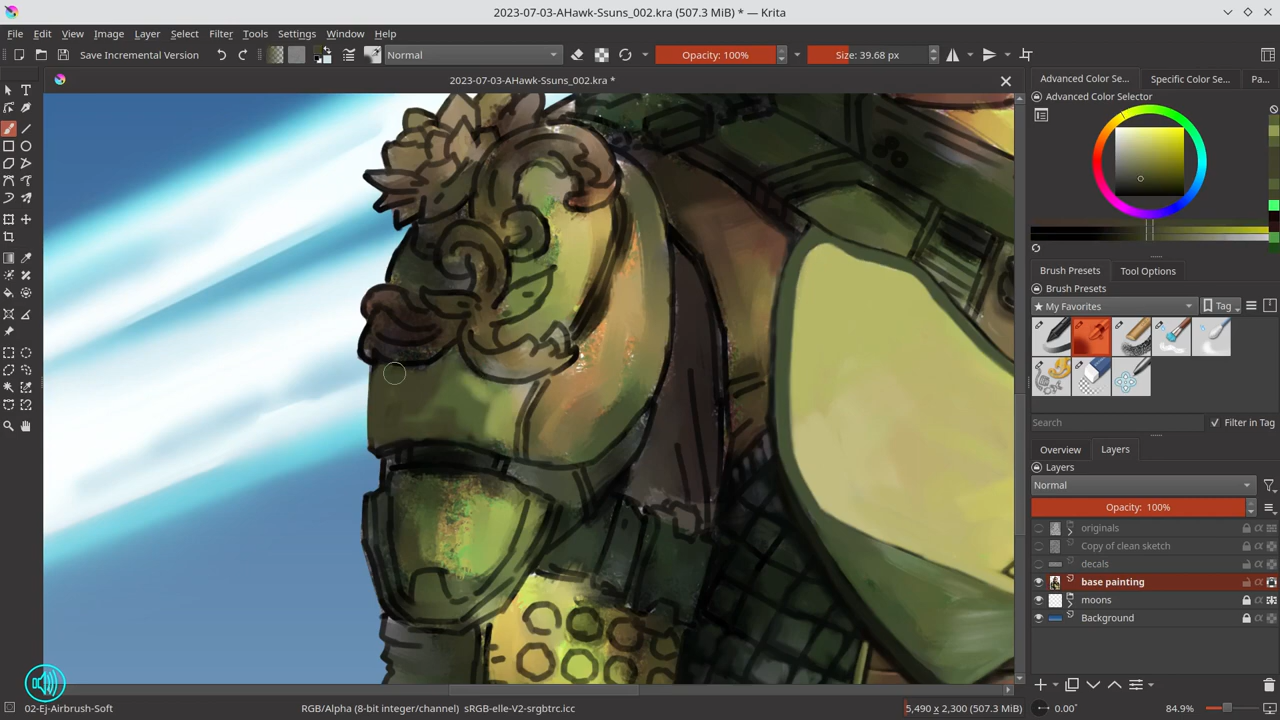 2023-07-03-AHawk-Ssuns_002.kra (507.3 MiB) * — Krita
File Edit View Image Layer Select Filter Tools Settings Window Help
Save Incremental Version Normal Opacity: 100% Size: 39.68 px
2023-07-03-AHawk-Ssuns_002.kra *
Advanced Color Se... Specific Color Se... Pa...
Advanced Color Selector
Brush Presets Tool Options
Brush Presets
★ My Favorites Tag
Search Filter in Tag
Overview Layers
Layers
Normal
Opacity: 100%
originals
Copy of clean sketch
decals
base painting
moons
Background
02-Ej-Airbrush-Soft RGB/Alpha (8-bit integer/channel) sRGB-elle-V2-srgbtrc.icc 5,490 x 2,300 (507.3 MiB) 0.00° 84.9%